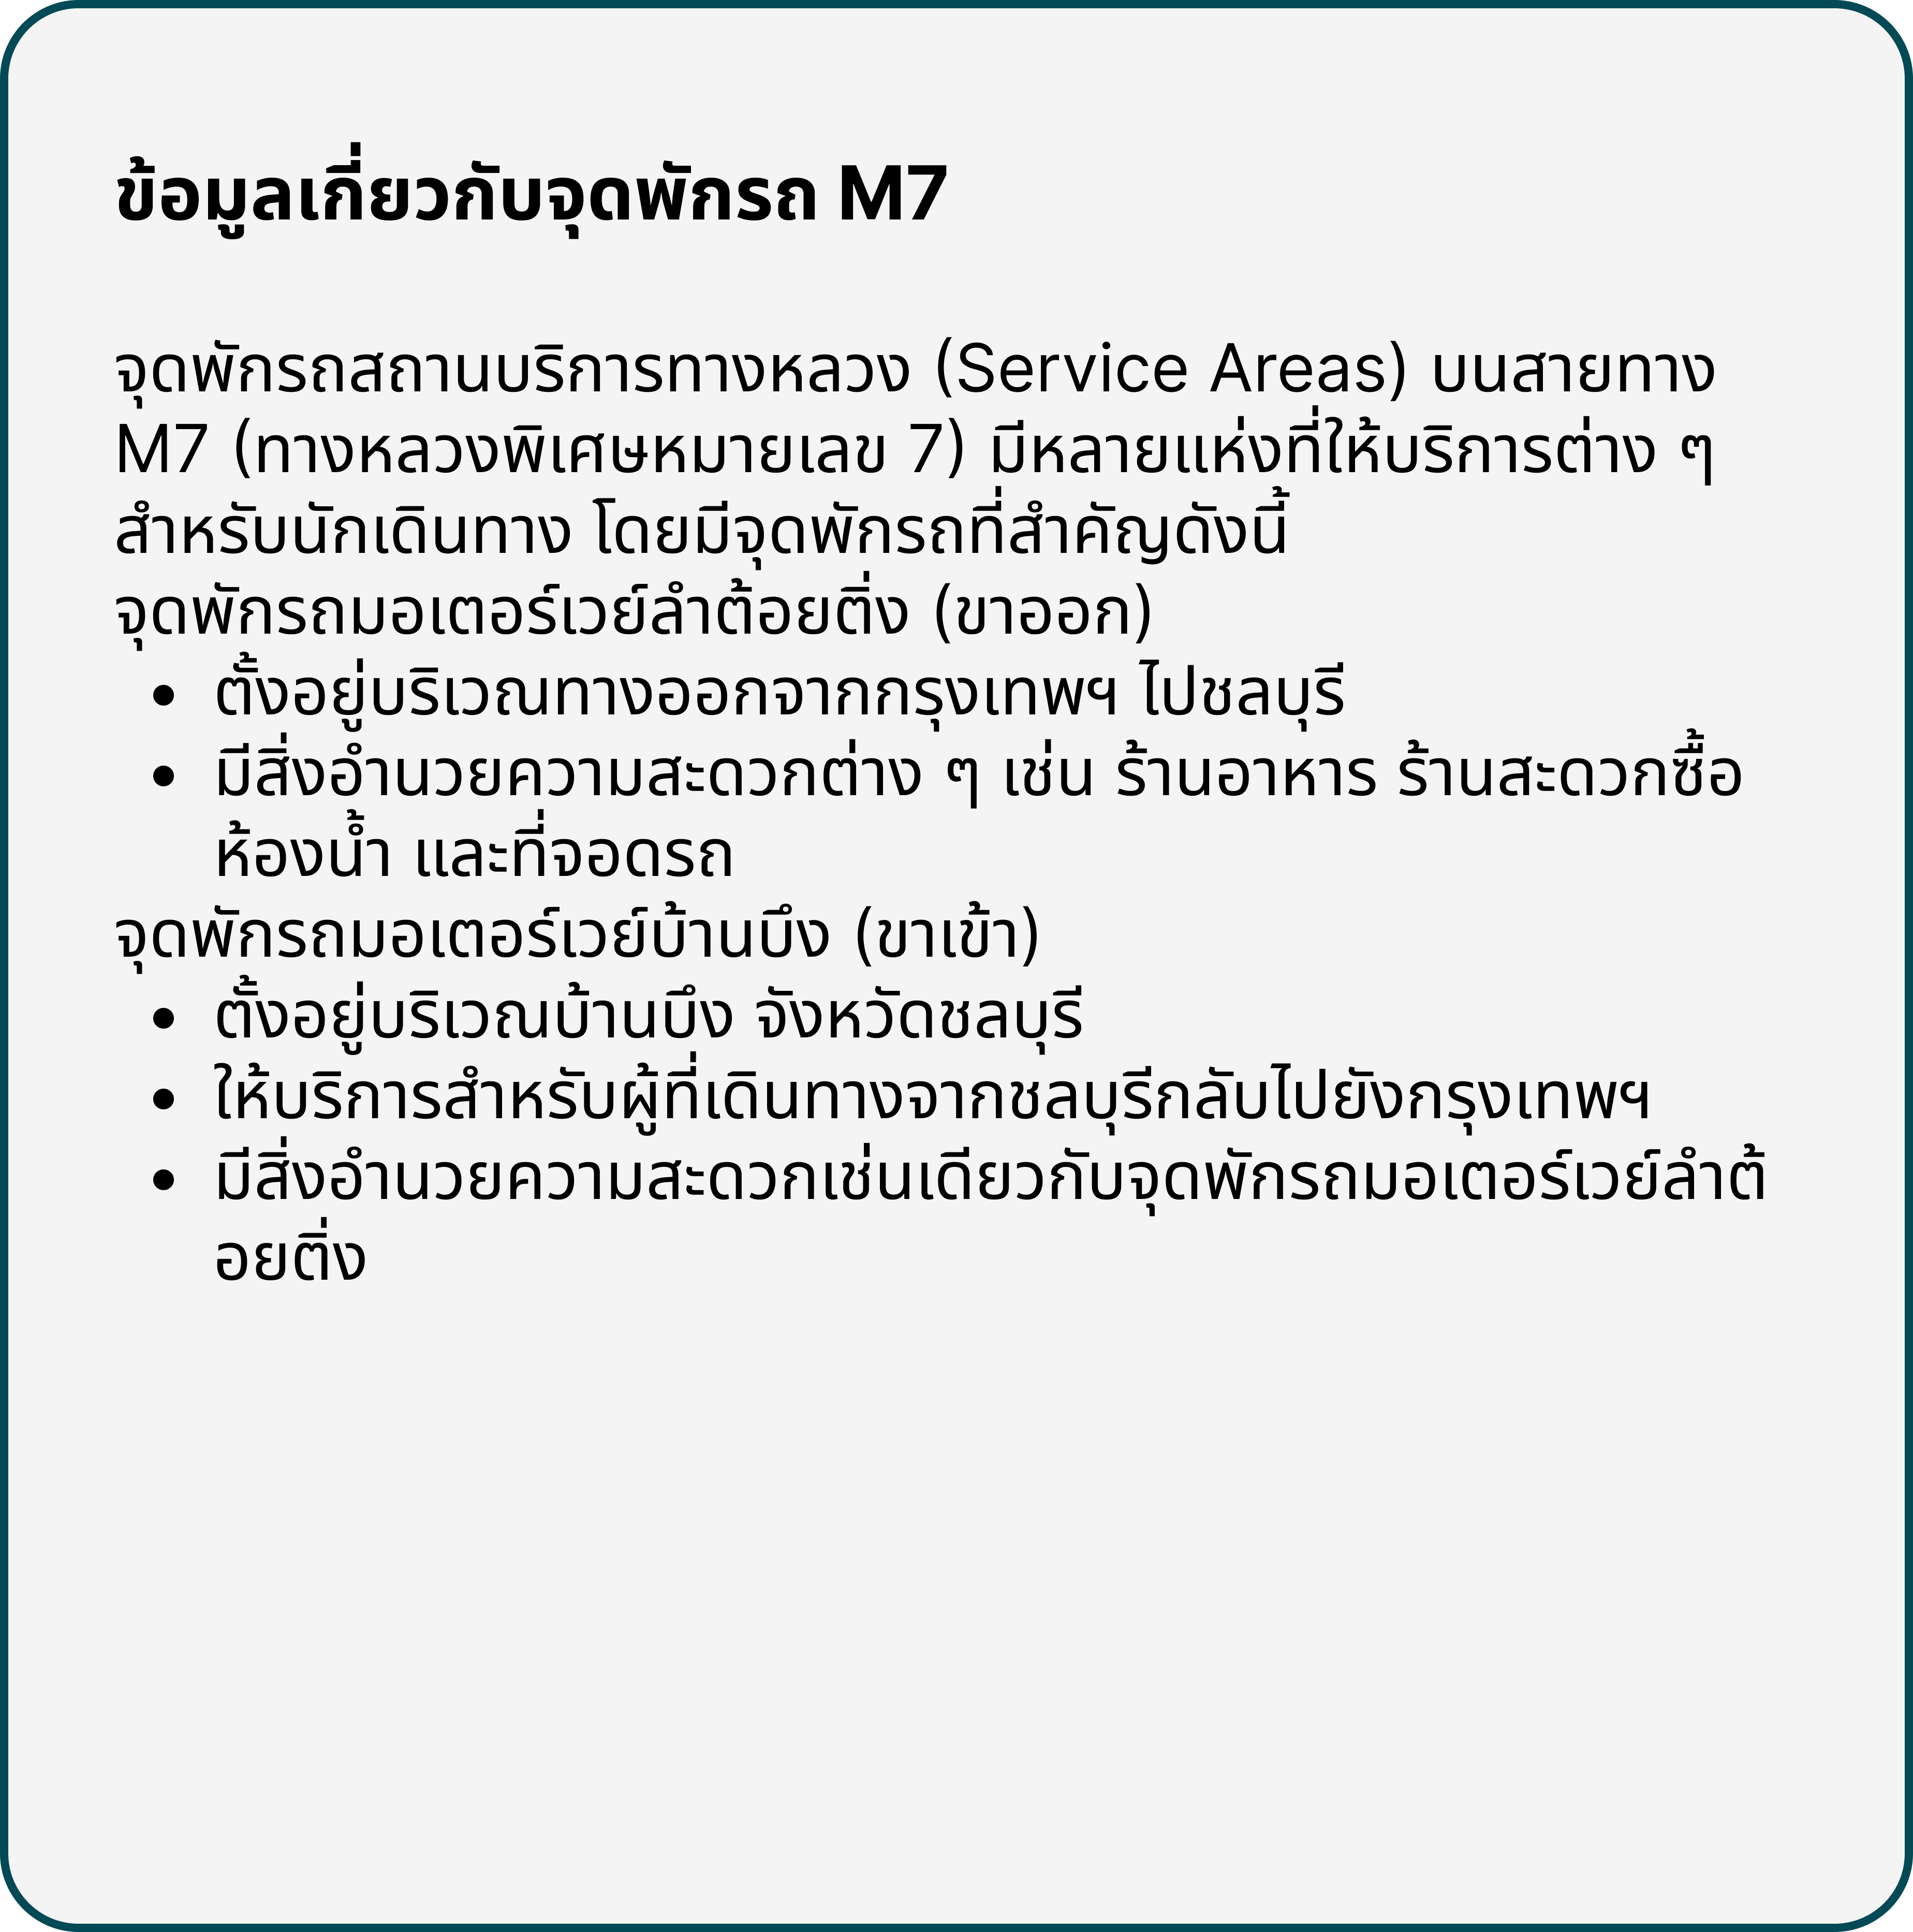 ข้อมูลเกี่ยวกับจุดพักรถ M7
จุดพักรถสถานบริการทางหลวง (Service Areas) บนสายทาง
M7 (ทางหลวงพิเศษหมายเลข 7) มีหลายแห่งที่ให้บริการต่าง ๆ
สำหรับนักเดินทาง โดยมีจุดพักรถที่สำคัญดังนี้
จุดพักรถมอเตอร์เวย์ลำต้อยติ่ง (ขาออก)
• ตั้งอยู่บริเวณทางออกจากกรุงเทพฯ ไปชลบุรี
• มีสิ่งอำนวยความสะดวกต่าง ๆ เช่น ร้านอาหาร ร้านสะดวกซื้อ
ห้องน้ำ และที่จอดรถ
จุดพักรถมอเตอร์เวย์บ้านบึง (ขาเข้า)
• ตั้งอยู่บริเวณบ้านบึง จังหวัดชลบุรี
• ให้บริการสำหรับผู้ที่เดินทางจากชลบุรีกลับไปยังกรุงเทพฯ
• มีสิ่งอำนวยความสะดวกเช่นเดียวกับจุดพักรถมอเตอร์เวย์ลำต้
อยติ่ง